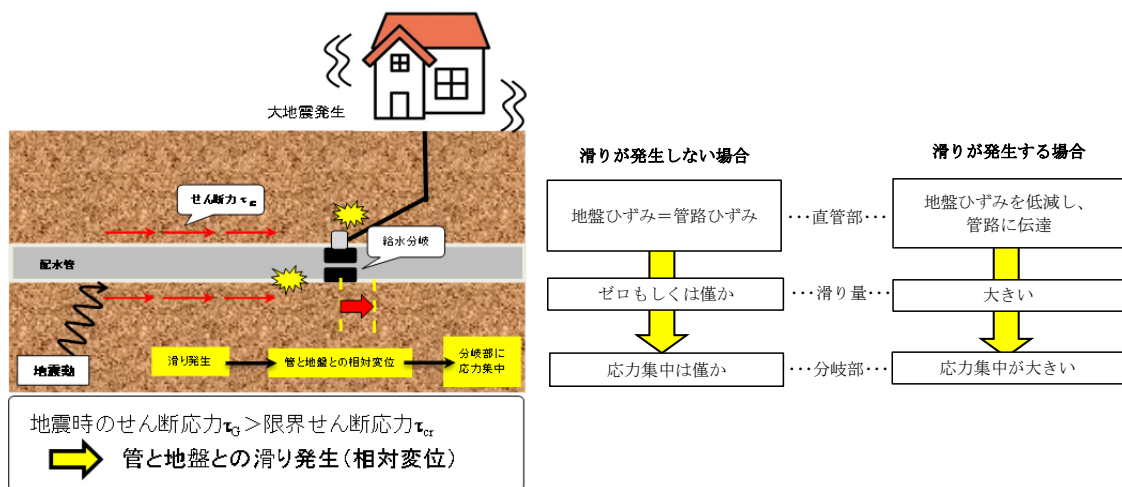 大地震発生
せん断力 τ
給水分岐
配水管
地震動
滑り発生
管と地盤との相対変位
分岐部に
応力集中
地震時のせん断応力τG＞限界せん断応力τcr
管と地盤との滑り発生（相対変位）
滑りが発生しない場合
滑りが発生する場合
地盤ひずみ＝管路ひずみ
･･･直管部･･･
地盤ひずみを低減し、
管路に伝達
ゼロもしくは僅か
･･･滑り量･･･
大きい
応力集中は僅か
･･･分岐部･･･
応力集中が大きい